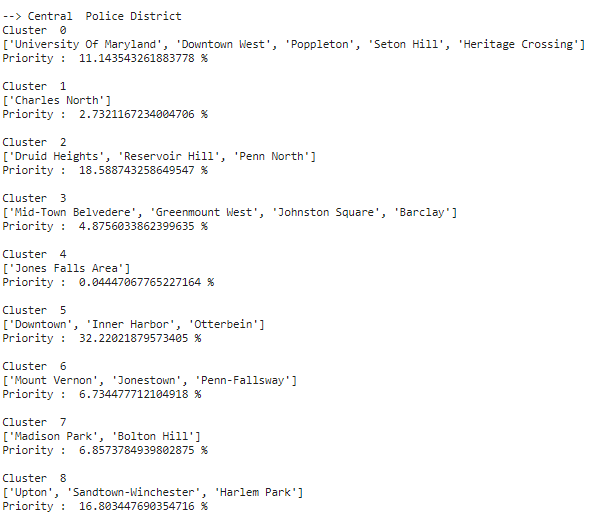 --> Central  Police District
Cluster  0
['University Of Maryland', 'Downtown West', 'Poppleton', 'Seton Hill', 'Heritage Crossing']
Priority :  11.143543261883778 %
Cluster  1
['Charles North']
Priority :  2.7321167234004706 %
Cluster  2
['Druid Heights', 'Reservoir Hill', 'Penn North']
Priority :  18.588743258649547 %
Cluster  3
['Mid-Town Belvedere', 'Greenmount West', 'Johnston Square', 'Barclay']
Priority :  4.8756033862399635 %
Cluster  4
['Jones Falls Area']
Priority :  0.04447067765227164 %
Cluster  5
['Downtown', 'Inner Harbor', 'Otterbein']
Priority :  32.22021879573405 %
Cluster  6
['Mount Vernon', 'Jonestown', 'Penn-Fallsway']
Priority :  6.734477712104918 %
Cluster  7
['Madison Park', 'Bolton Hill']
Priority :  6.8573784939802875 %
Cluster  8
['Upton', 'Sandtown-Winchester', 'Harlem Park']
Priority :  16.803447690354716 %